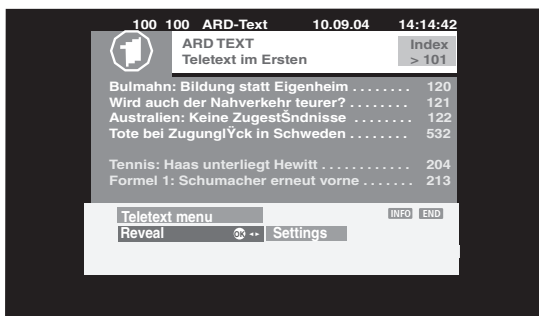 100 100 ARD-Text 10.09.04 14:14:42
ARD TEXT Index
Teletext im Ersten > 101
Bulmahn: Bildung statt Eigenheim ........ 120
Wird auch der Nahverkehr teurer? ........ 121
Australien: Keine ZugestŠndnisse ........ 122
Tote bei ZugunglŸck in Schweden ........ 532
Tennis: Haas unterliegt Hewitt ............. 204
Formel 1: Schumacher erneut vorne ....... 213
Teletext menu INFO END
Reveal OK Settings